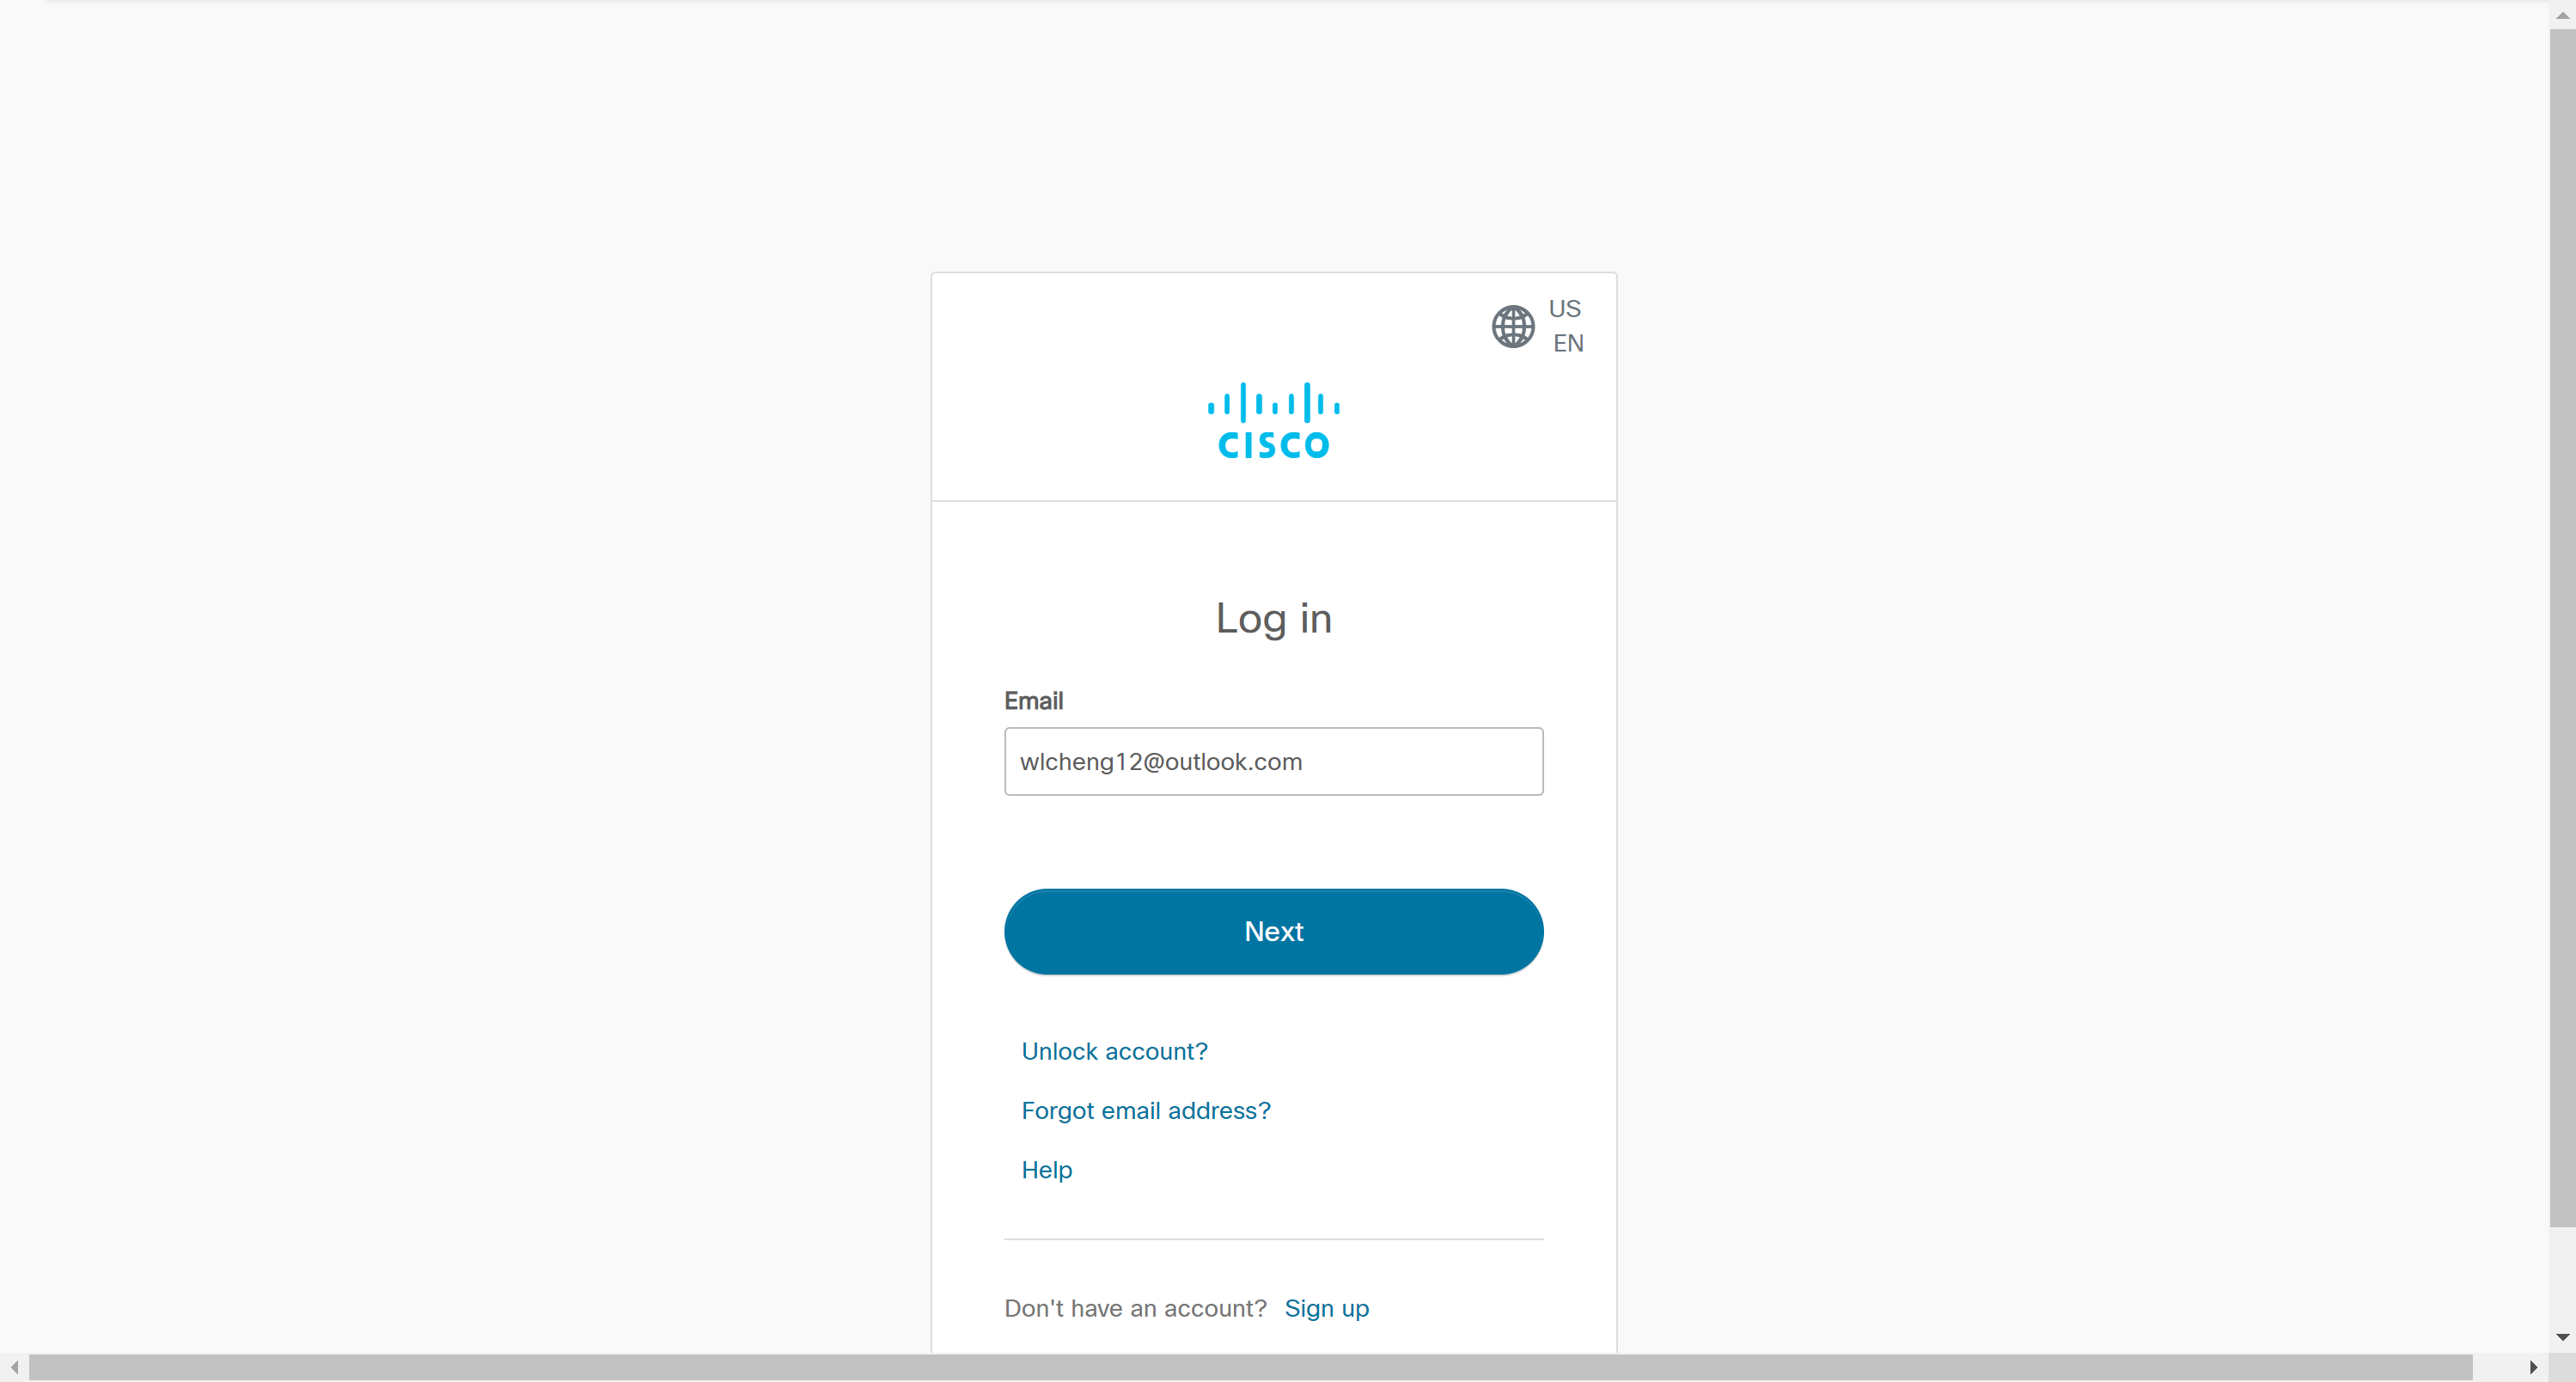 US
EN
CISCO
Log in
Email
wlcheng12@outlook.com
Next
Unlock account?
Forgot email address?
Help
Don't have an account? Sign up